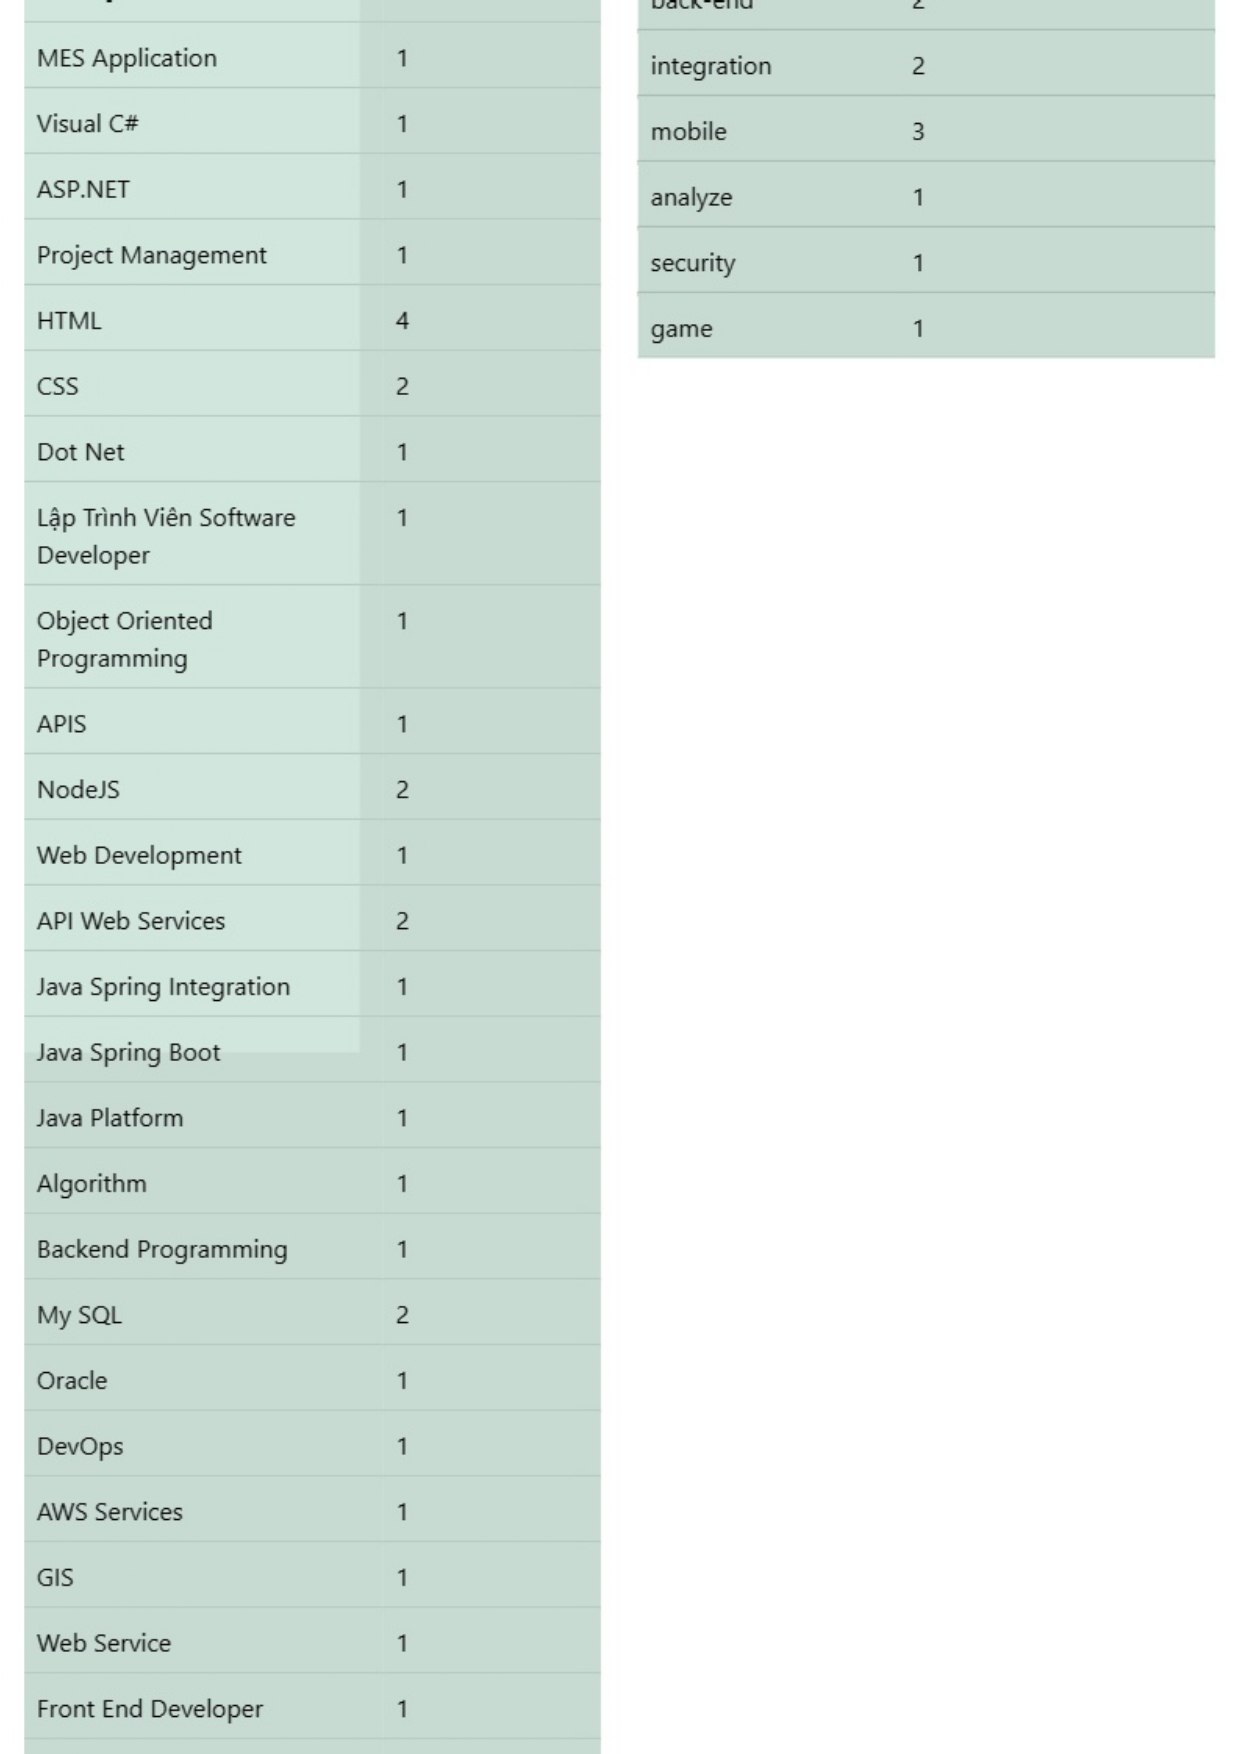 MES Application 1
Visual C# 1
ASP.NET 1
Project Management 1
HTML 4
CSS 2
Dot Net 1
Lập Trình Viên Software 1
Developer
Object Oriented 1
Programming
APIS 1
NodeJS 2
Web Development 1
API Web Services 2
Java Spring Integration 1
Java Spring Boot 1
Java Platform 1
Algorithm 1
Backend Programming 1
My SQL 2
Oracle 1
DevOps 1
AWS Services 1
GIS 1
Web Service 1
Front End Developer 1
back-end 2
integration 2
mobile 3
analyze 1
security 1
game 1